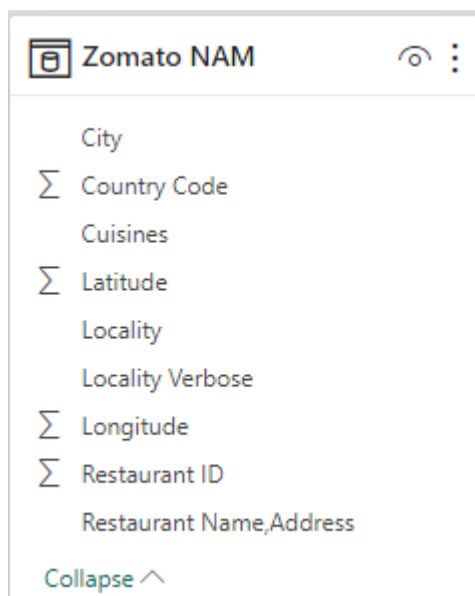 Zomato NAM
City
Country Code
Cuisines
Latitude
Locality
Locality Verbose
Longitude
Restaurant ID
Restaurant Name,Address
Collapse